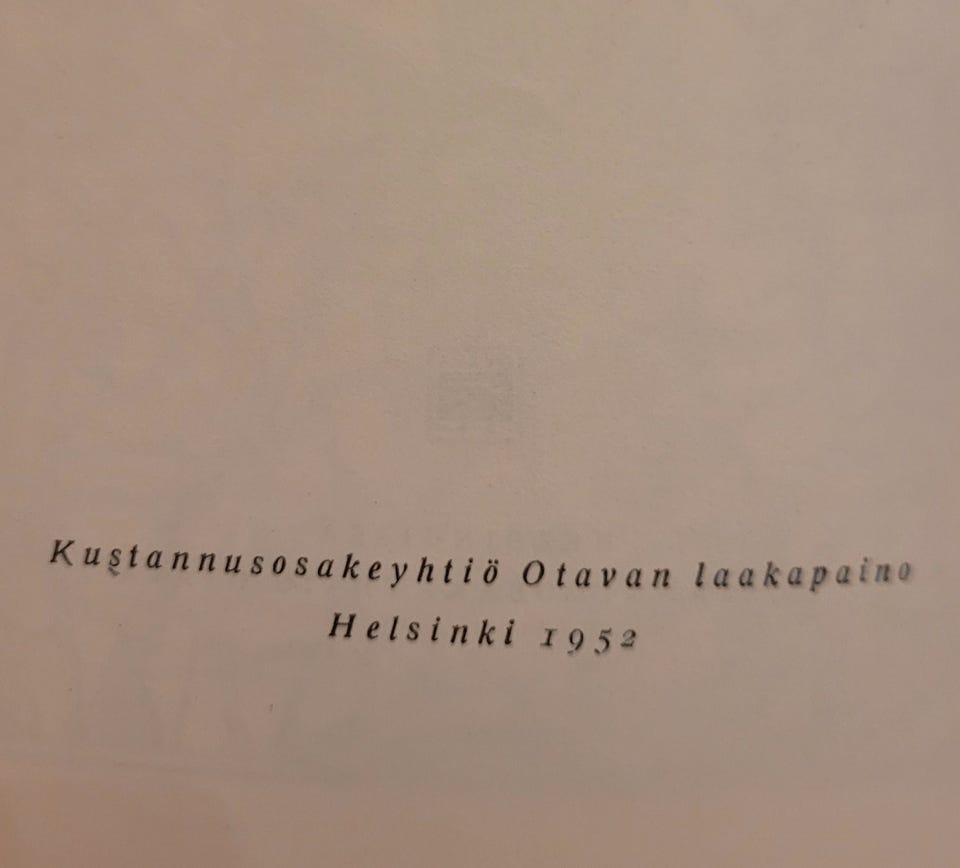 Kustannusosakeyhtiö Otavan laakapaino
Helsinki 1952